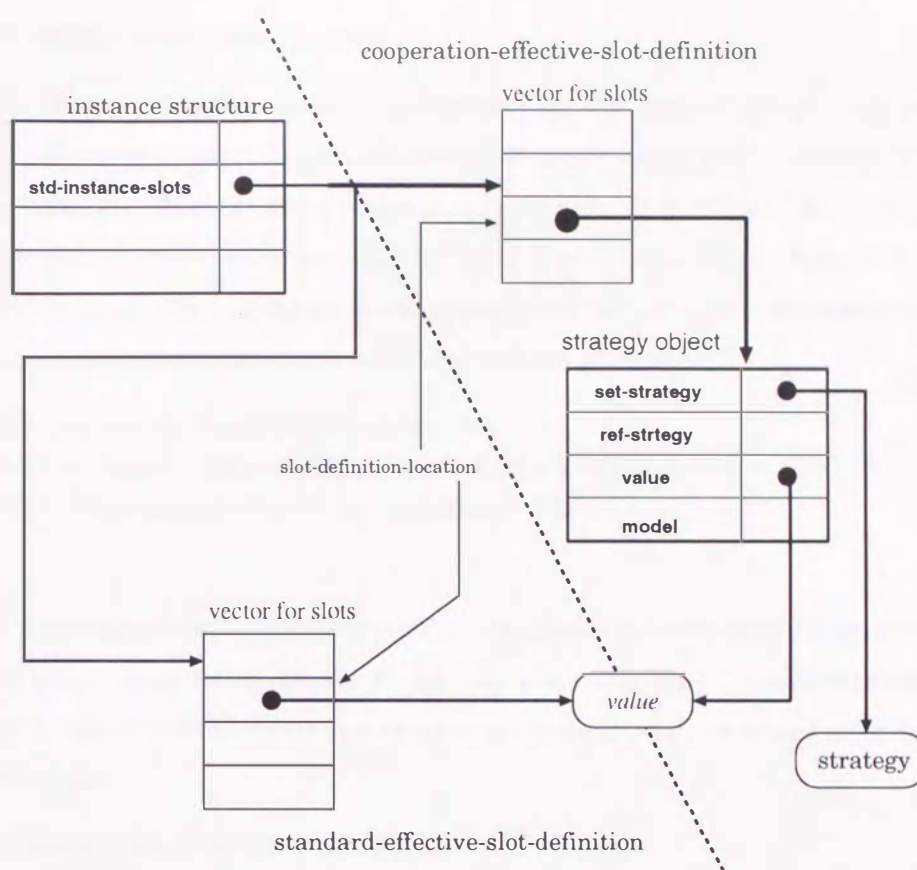 cooperation-effective-slot-definition
vector for slots
instance structure
std-instance-slots
strategy object
set-strategy
ref-strtegy
value
model
slot-definition-location
vector for slots
value
strategy
standard-effective-slot-definition